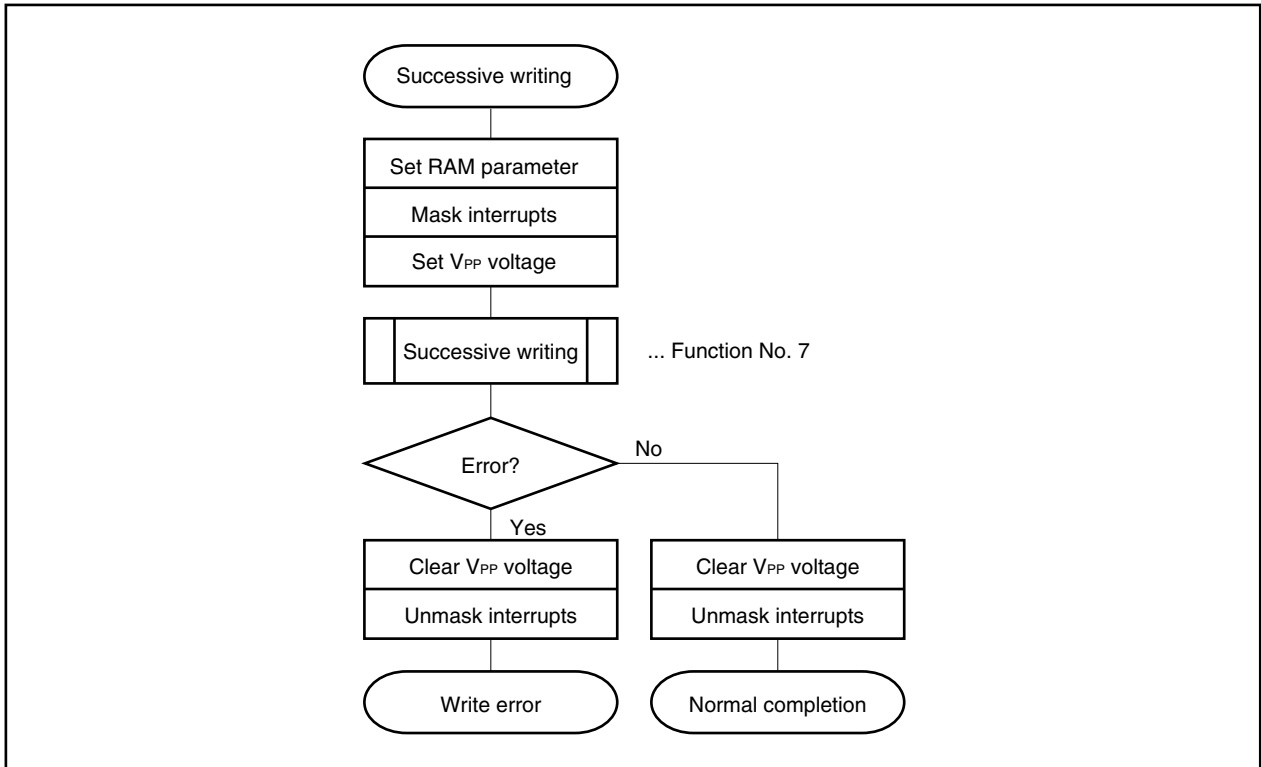 Successive writing
Set RAM parameter
Mask interrupts
Set VPP voltage
Successive writing
... Function No. 7
Error?
No
Yes
Clear VPP voltage
Unmask interrupts
Write error
Clear VPP voltage
Unmask interrupts
Normal completion